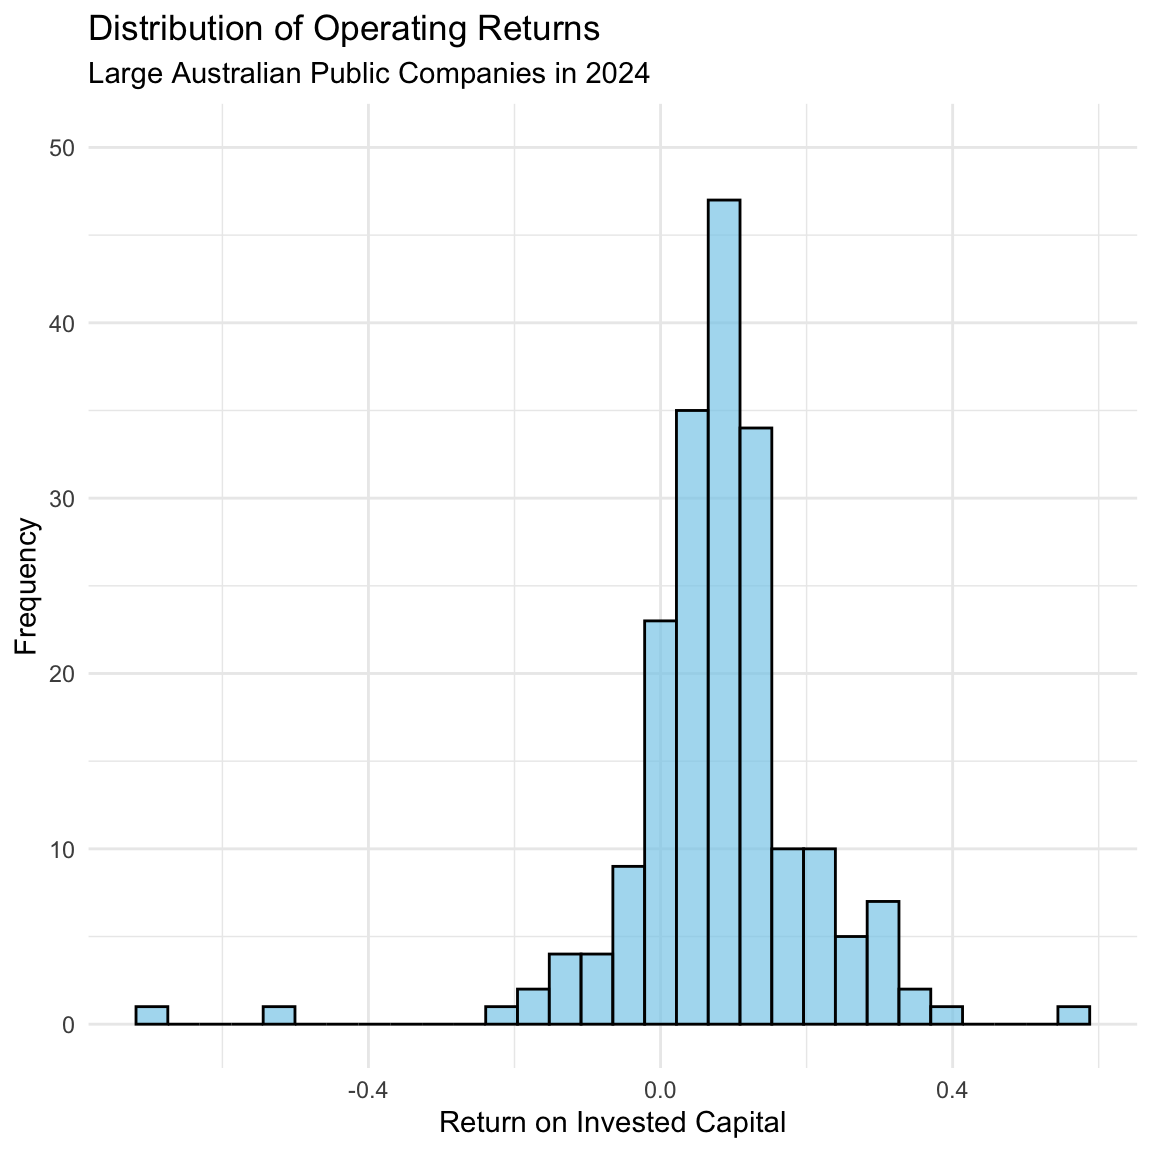 Distribution of Operating Returns
Large Australian Public Companies in 2024
50
40
30
20
10
0
Frequency
-0.4
0.0
0.4
Return on Invested Capital